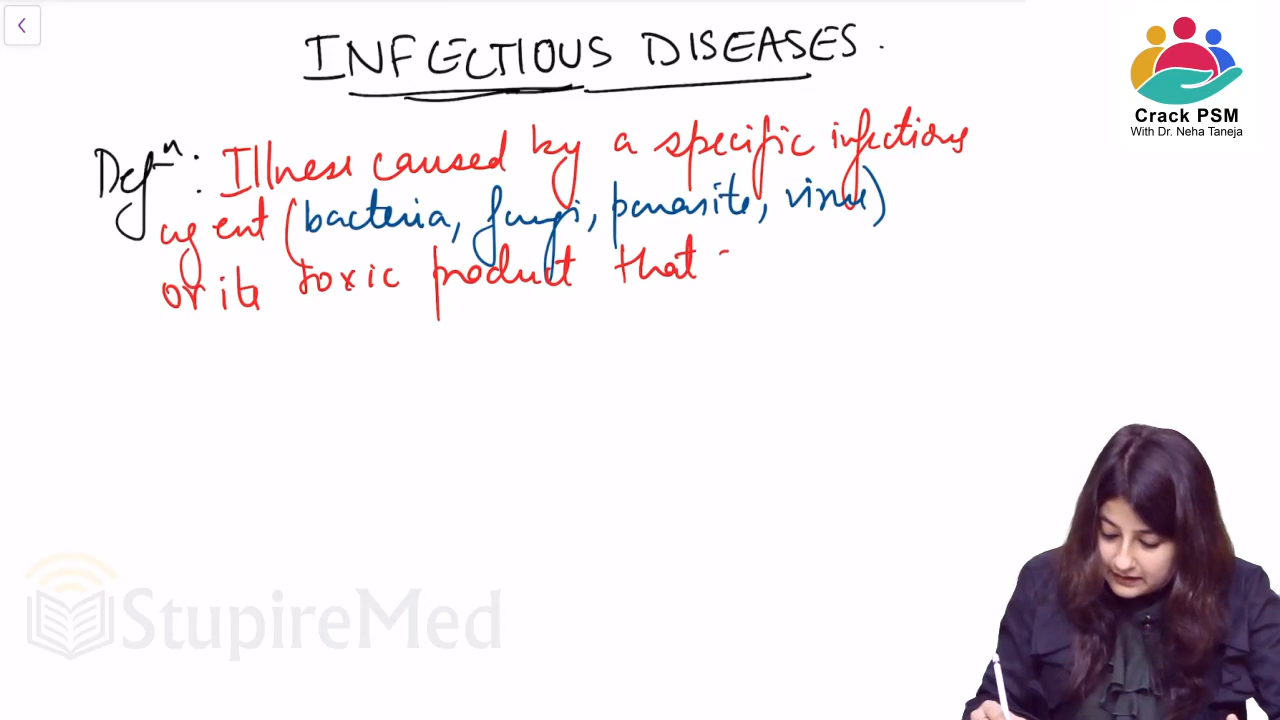 INFECTIOUS DISEASES.
Crack PSM
With Dr. Neha Taneja
Defⁿ: Illness caused by a specific infectious
agent (bacteria, fungi, parasite, virus)
or its toxic product that
StupireMed